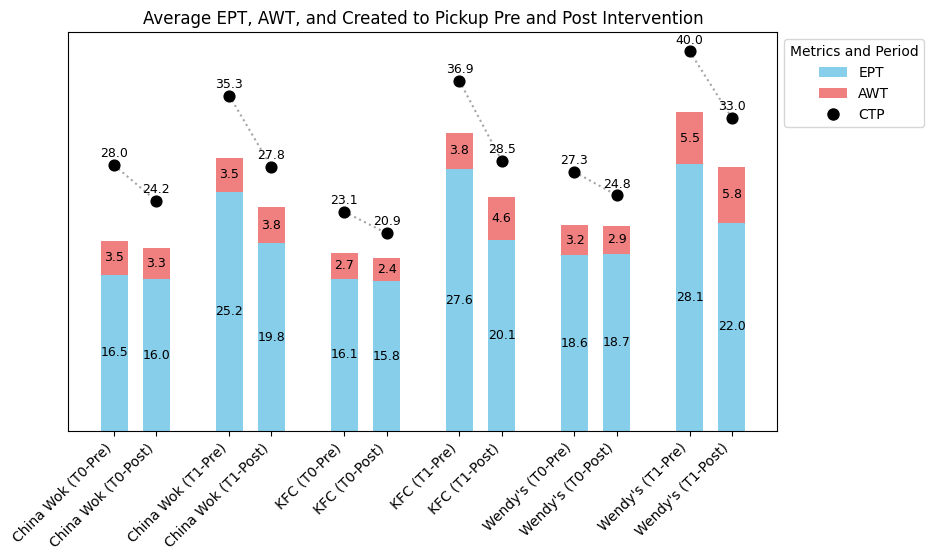 Average EPT, AWT, and Created to Pickup Pre and Post Intervention
Metrics and Period
EPT
AWT
CTP
28.0
24.2
35.3
27.8
23.1
20.9
36.9
28.5
27.3
24.8
40.0
33.0
3.5
3.3
3.5
3.8
2.7
2.4
3.8
4.6
3.2
2.9
5.5
5.8
16.5
16.0
25.2
19.8
16.1
15.8
27.6
20.1
18.6
18.7
28.1
22.0
China Wok (T0-Pre)
China Wok (T0-Post)
China Wok (T1-Pre)
China Wok (T1-Post)
KFC (T0-Pre)
KFC (T0-Post)
KFC (T1-Pre)
KFC (T1-Post)
Wendy's (T0-Pre)
Wendy's (T0-Post)
Wendy's (T1-Pre)
Wendy's (T1-Post)